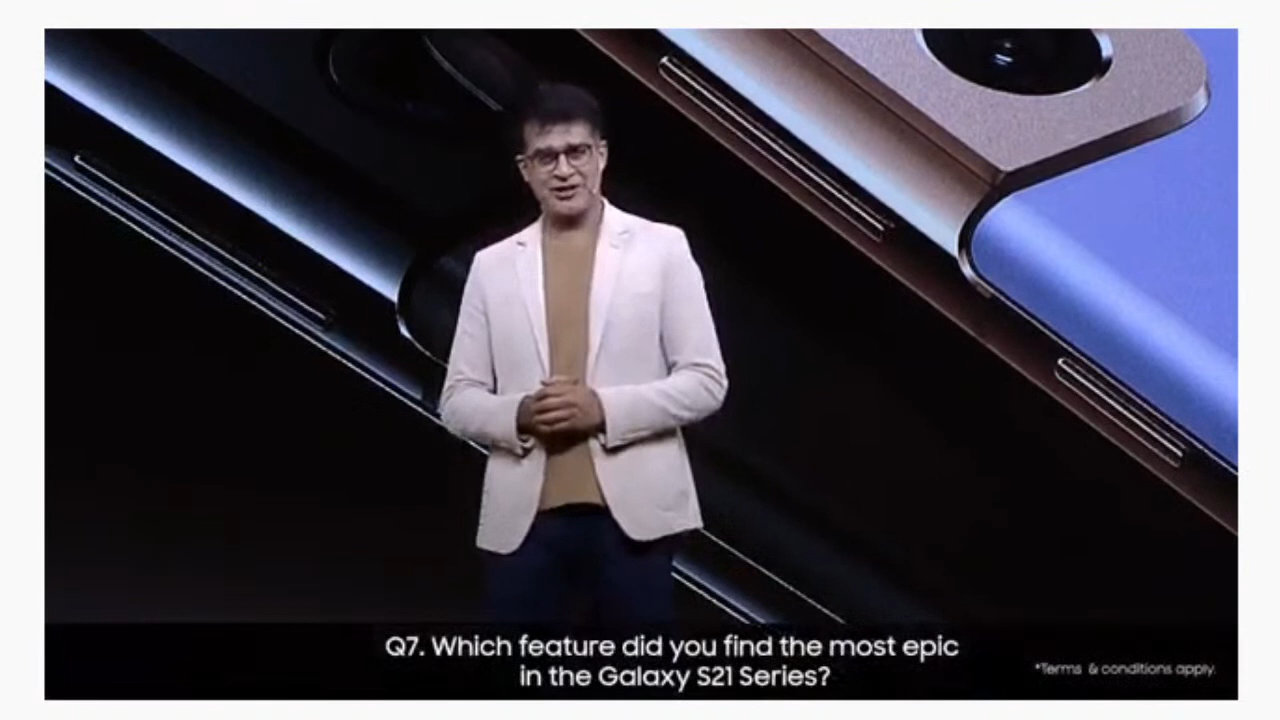 Q7. Which feature did you find the most epic
in the Galaxy S21 Series?
*Terms & conditions apply.